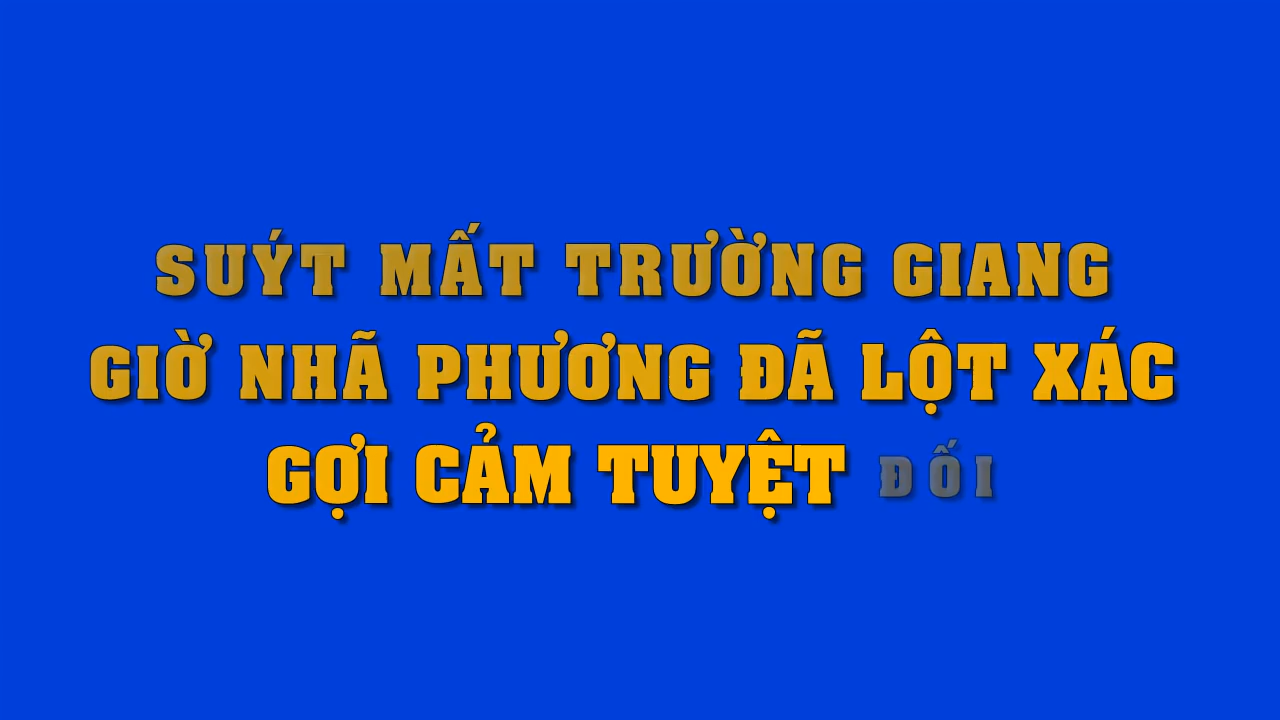 SUÝT MẤT TRƯỜNG GIANG
GIỜ NHÃ PHƯƠNG ĐÃ LỘT XÁC
GỢI CẢM TUYỆT ĐỐI